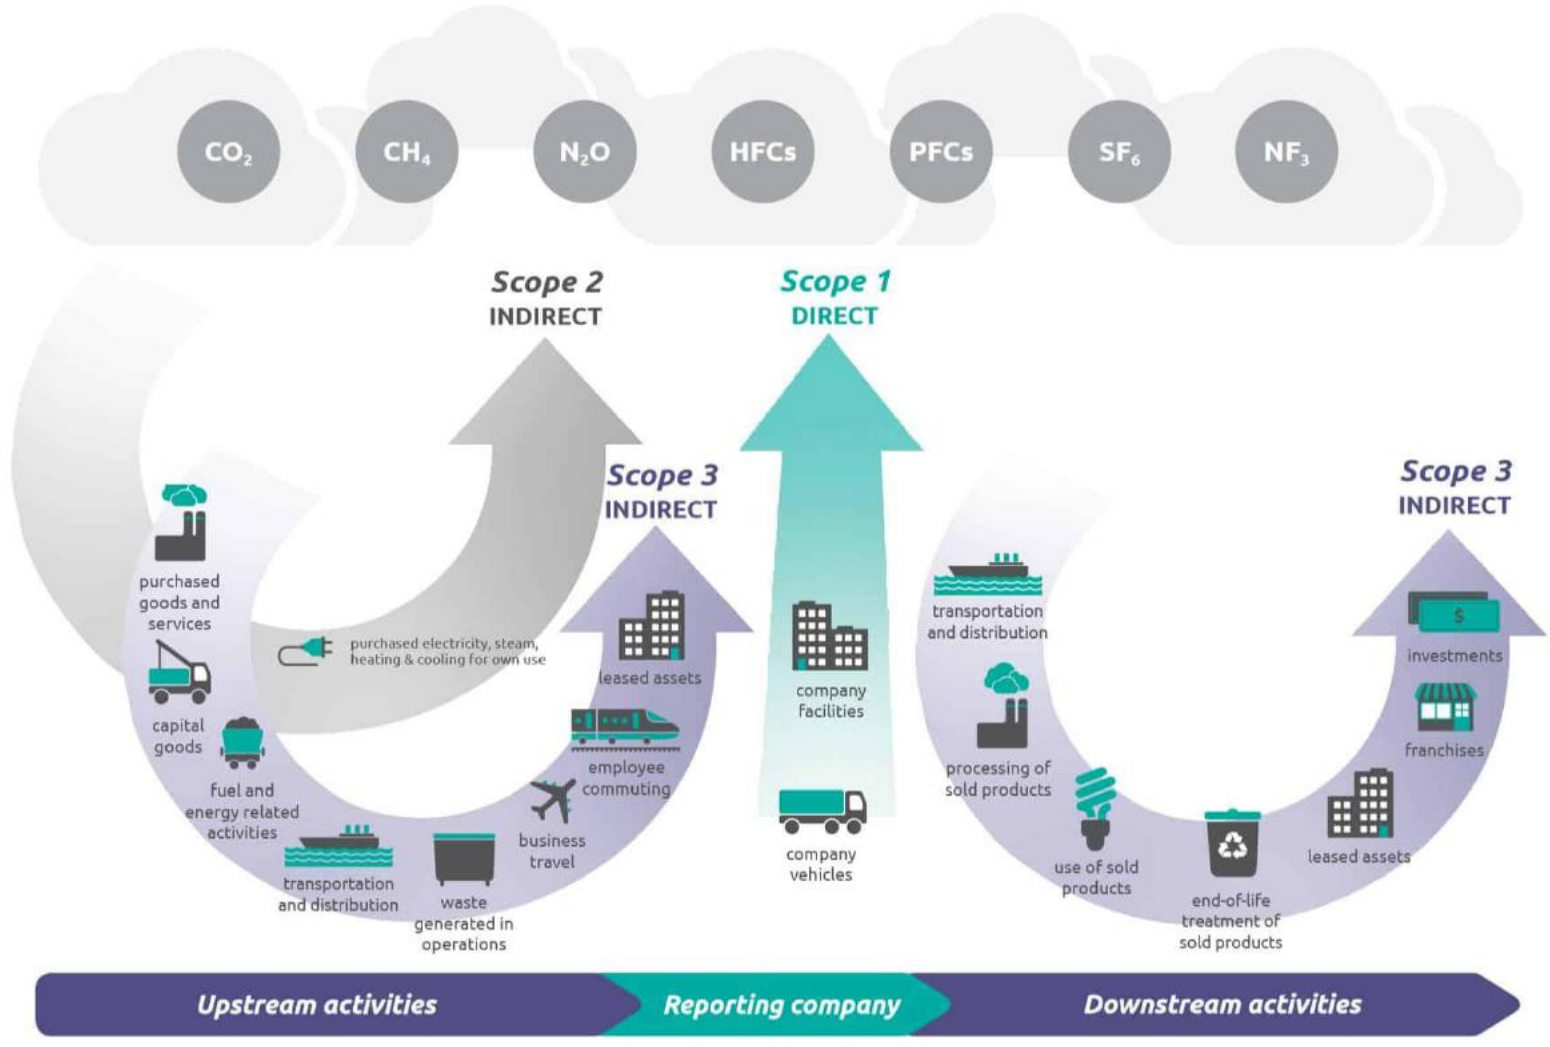 CO₂
CH₄
N₂O
HFCs
PFCs
SF₆
NF₃
Scope 2
INDIRECT
Scope 1
DIRECT
Scope 3
INDIRECT
Scope 3
INDIRECT
purchased
goods and
services
capital
goods
fuel and
energy related
activities
transportation
and distribution
waste
generated in
operations
business
travel
employee
commuting
leased assets
purchased electricity, steam,
heating & cooling for own use
company
facilities
company
vehicles
transportation
and distribution
processing of
sold products
use of sold
products
end-of-life
treatment of
sold products
leased assets
franchises
investments
$
Upstream activities
Reporting company
Downstream activities